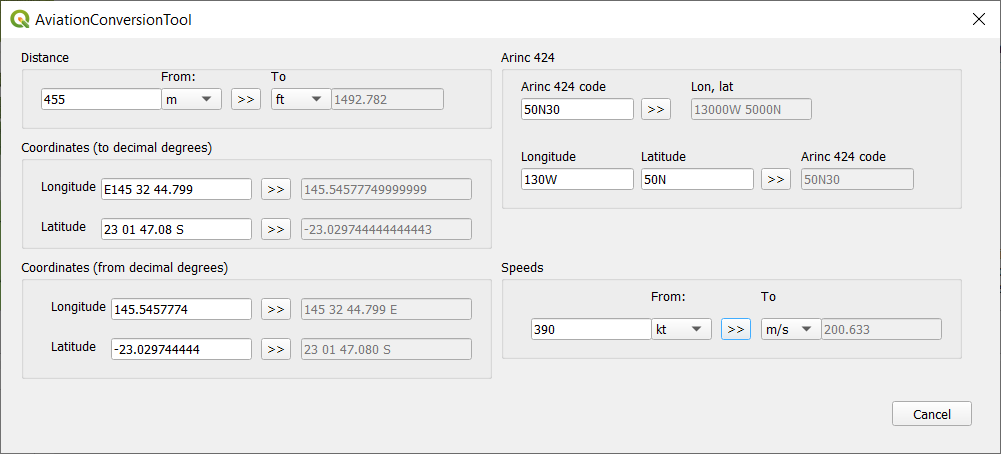 AviationConversionTool
Distance
From: To
455 m >> ft 1492.782
Coordinates (to decimal degrees)
Longitude E145 32 44.799 >> 145.54577749999999
Latitude 23 01 47.08 S >> -23.029744444444443
Coordinates (from decimal degrees)
Longitude 145.5457774 >> 145 32 44.799 E
Latitude -23.029744444 >> 23 01 47.080 S
Arinc 424
Arinc 424 code Lon, lat
50N30 >> 13000W 5000N
Longitude Latitude Arinc 424 code
130W 50N >> 50N30
Speeds
From: To
390 kt >> m/s 200.633
Cancel